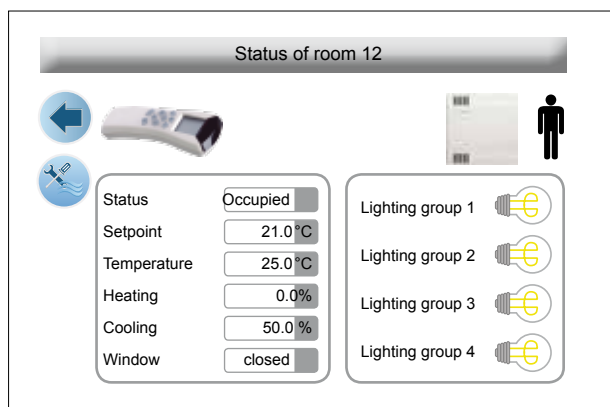 Status of room 12
Status Occupied
Setpoint 21.0 °C
Temperature 25.0 °C
Heating 0.0%
Cooling 50.0 %
Window closed
Lighting group 1
Lighting group 2
Lighting group 3
Lighting group 4